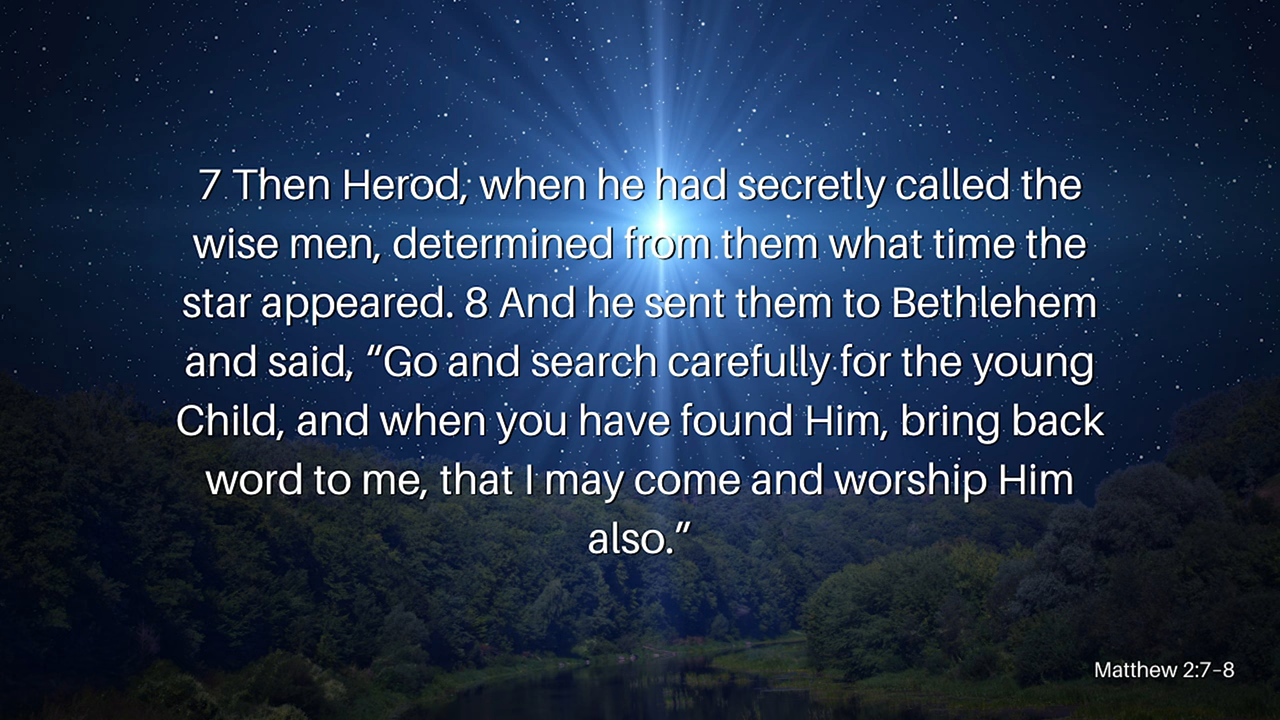 7 Then Herod, when he had secretly called the
wise men, determined from them what time the
star appeared. 8 And he sent them to Bethlehem
and said, “Go and search carefully for the young
Child, and when you have found Him, bring back
word to me, that I may come and worship Him
also.”
Matthew 2:7–8